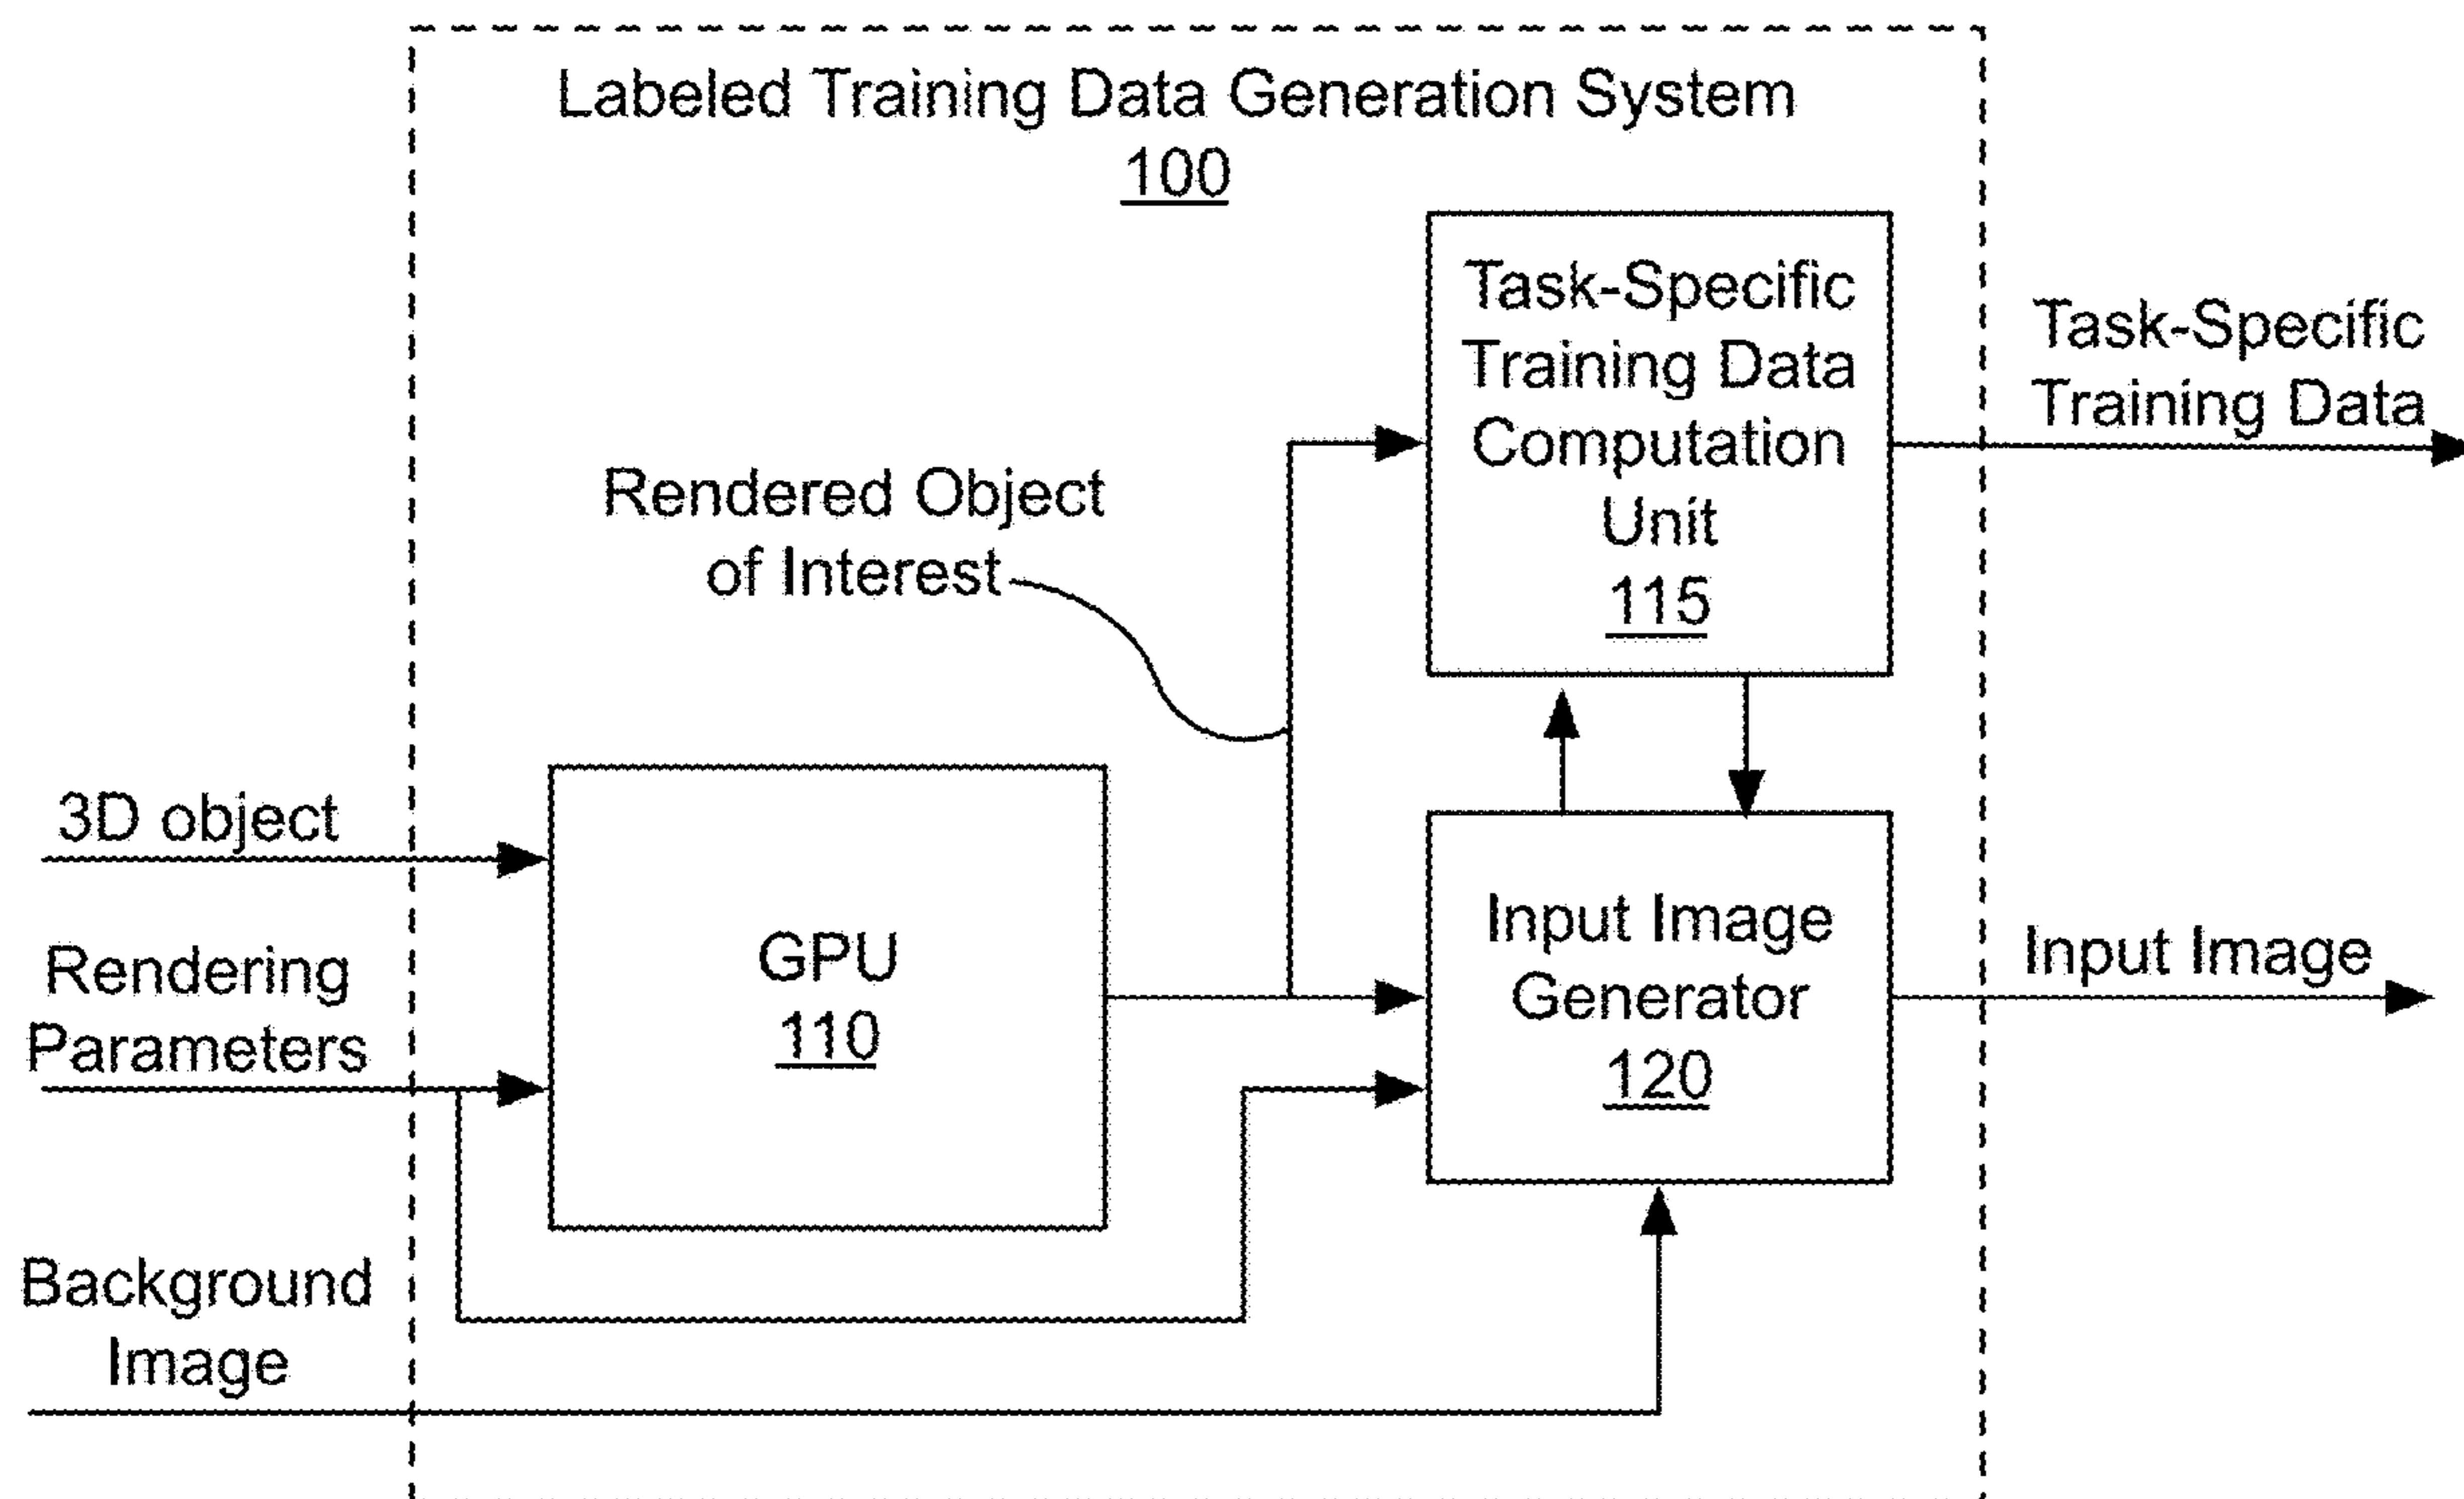 Labeled Training Data Generation System
100
Task-Specific
Training Data
Computation
Unit
115
Task-Specific
Training Data
Rendered Object
of Interest
3D object
Rendering
Parameters
GPU
110
Input Image
Generator
120
Input Image
Background
Image